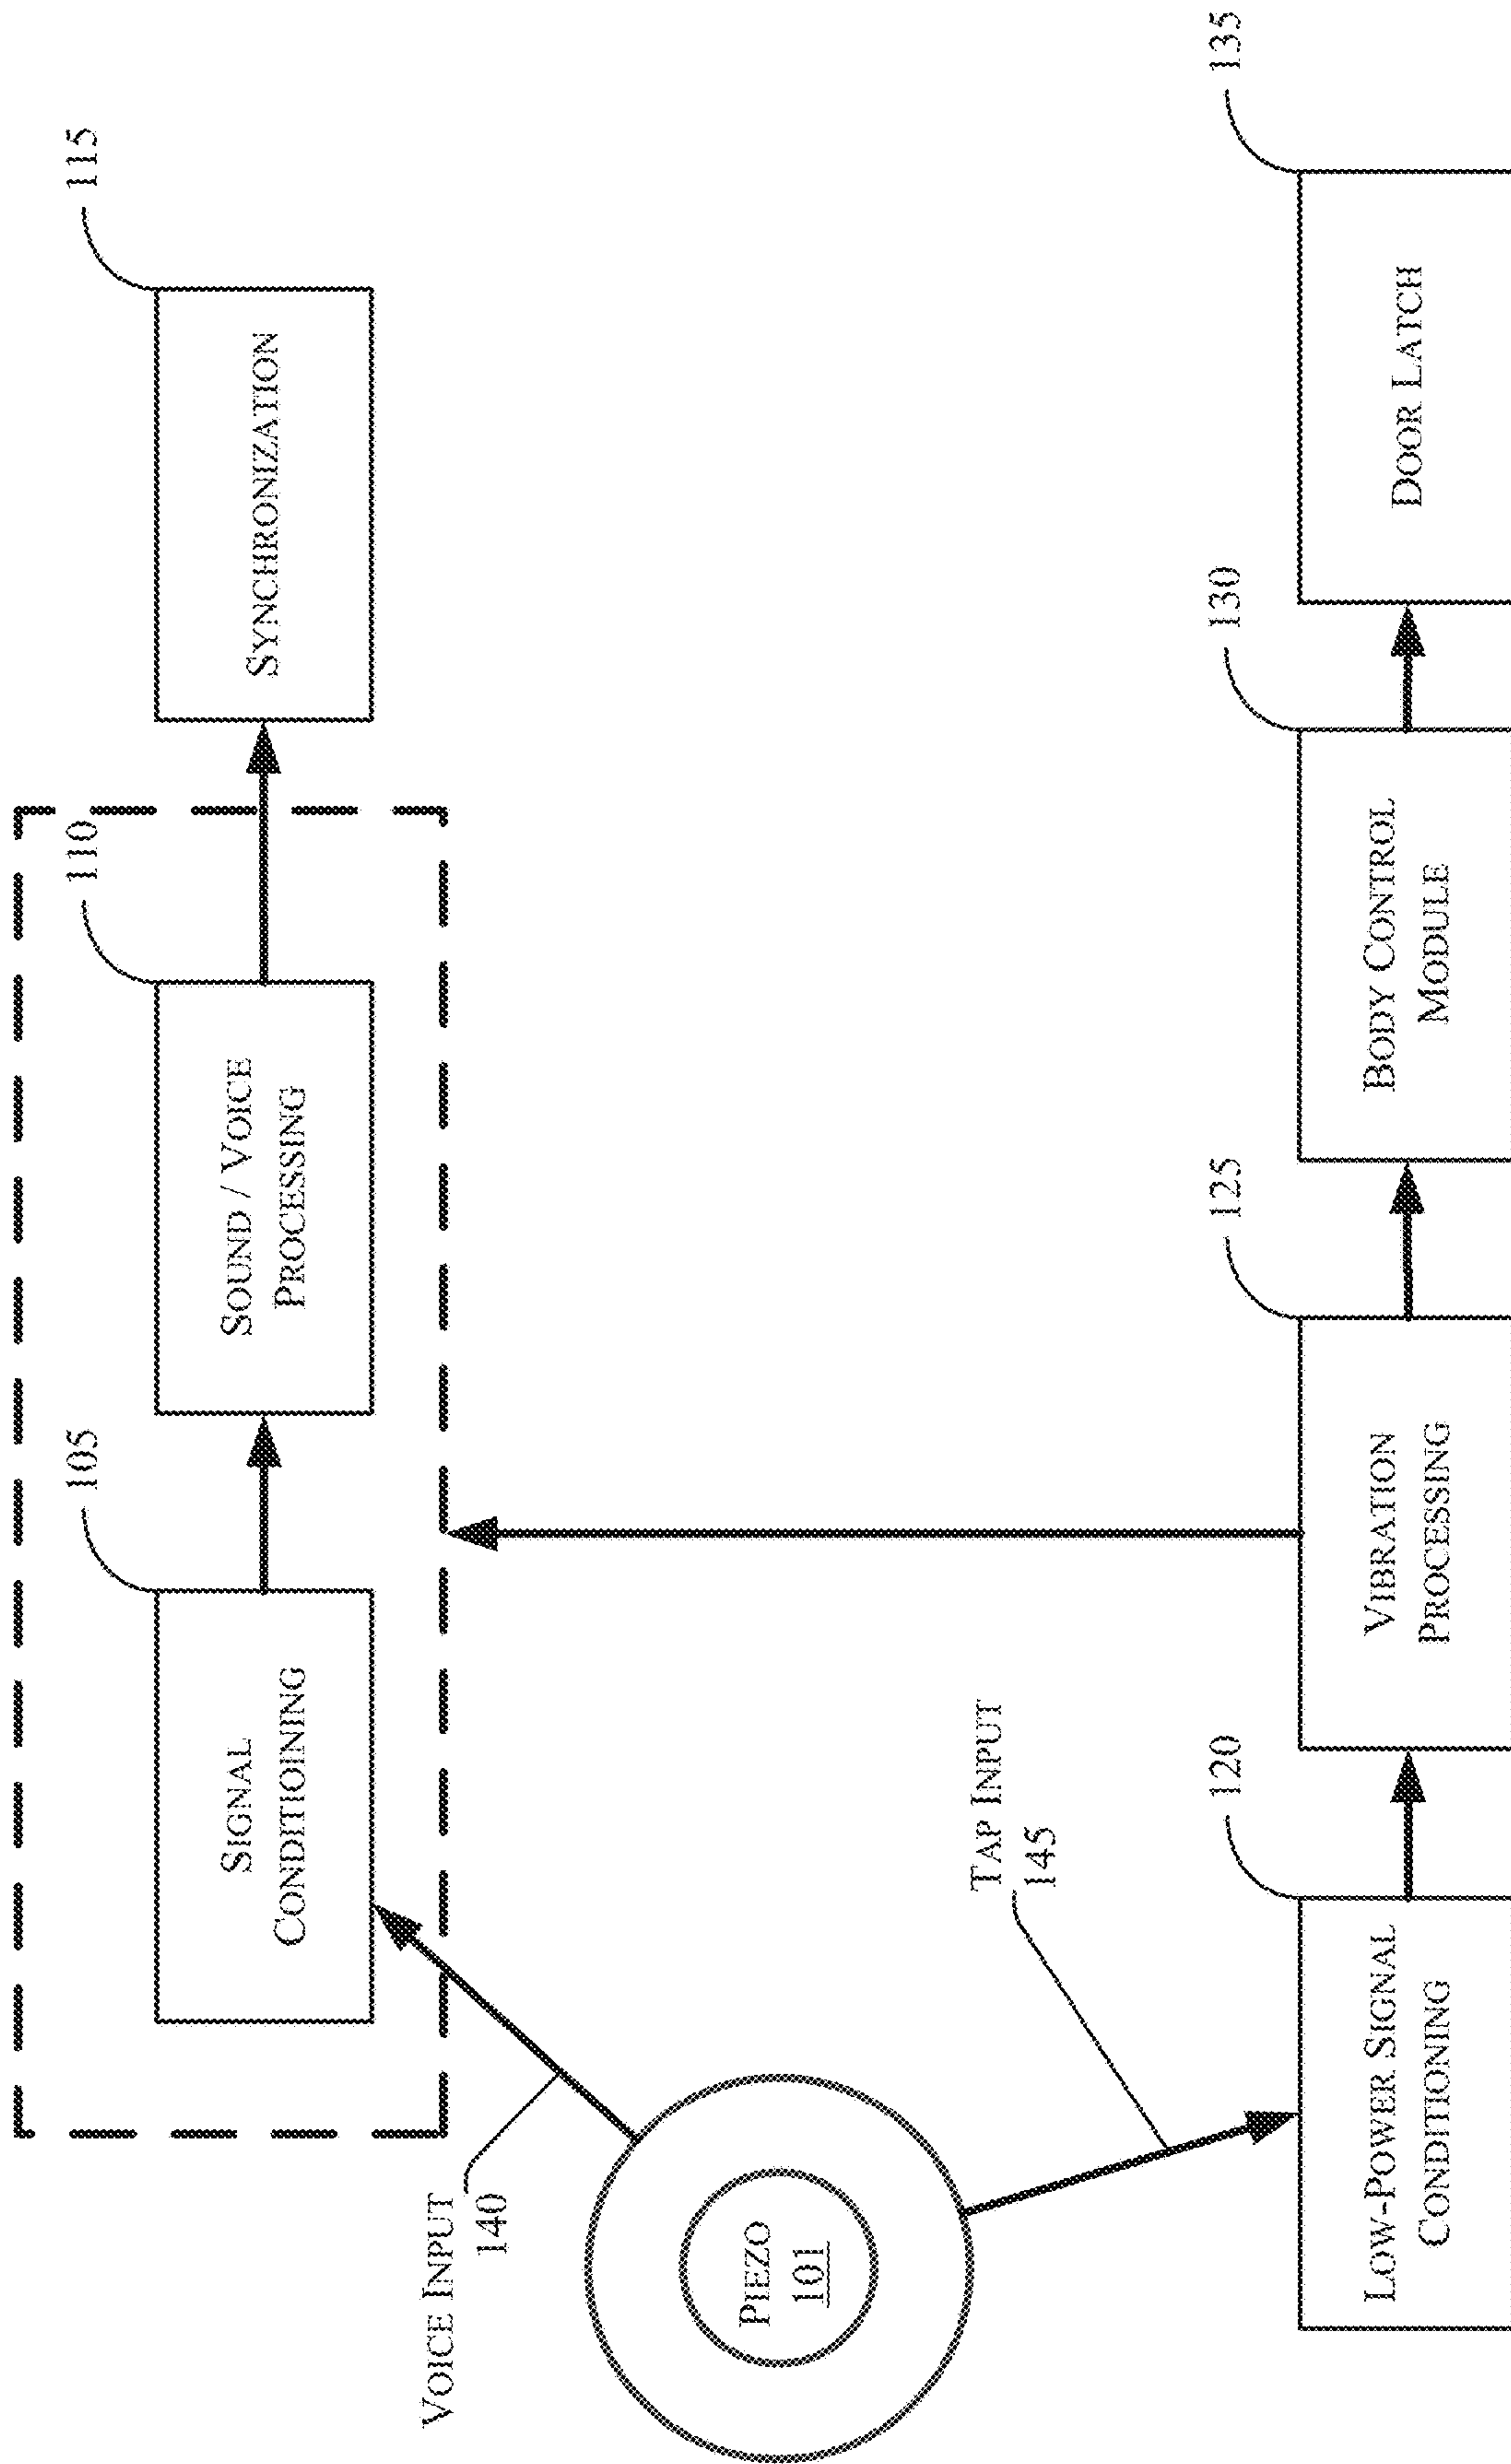 105
110
115
SIGNAL
CONDITIOINING
SOUND / VOICE
PROCESSING
SYNCHRONIZATION
VOICE INPUT
140
PIEZO
101
TAP INPUT
145
120
125
130
135
LOW-POWER SIGNAL
CONDITIONING
VIBRATION
PROCESSING
BODY CONTROL
MODULE
DOOR LATCH